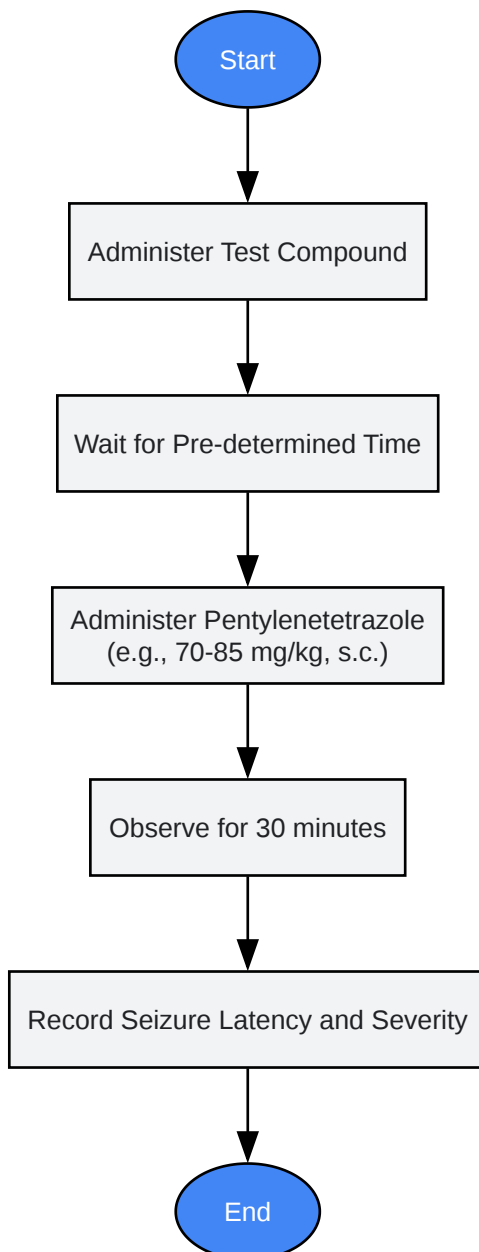 Start
Administer Test Compound
Wait for Pre-determined Time
Administer Pentylenetetrazole
(e.g., 70-85 mg/kg, s.c.)
Observe for 30 minutes
Record Seizure Latency and Severity
End